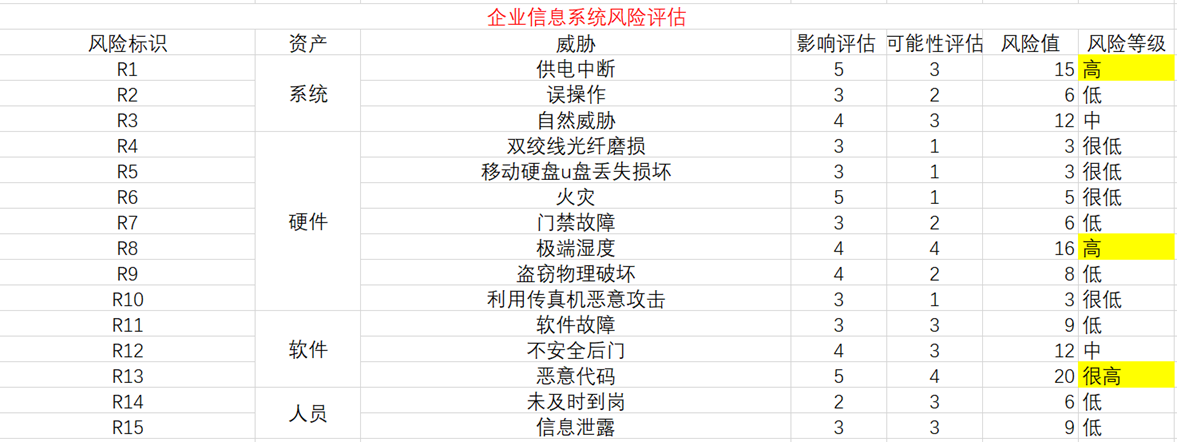 企业信息系统风险评估
风险标识 资产 威胁 影响评估 可能性评估 风险值 风险等级
R1 系统 供电中断 5 3 15 高
R2 误操作 3 2 6 低
R3 自然威胁 4 3 12 中
R4 硬件 双绞线光纤磨损 3 1 3 很低
R5 移动硬盘u盘丢失损坏 3 1 3 很低
R6 火灾 5 1 5 很低
R7 门禁故障 3 2 6 低
R8 极端湿度 4 4 16 高
R9 盗窃物理破坏 4 2 8 低
R10 利用传真机恶意攻击 3 1 3 很低
R11 软件 软件故障 3 3 9 低
R12 不安全后门 4 3 12 中
R13 恶意代码 5 4 20 很高
R14 人员 未及时到岗 2 3 6 低
R15 信息泄露 3 3 9 低